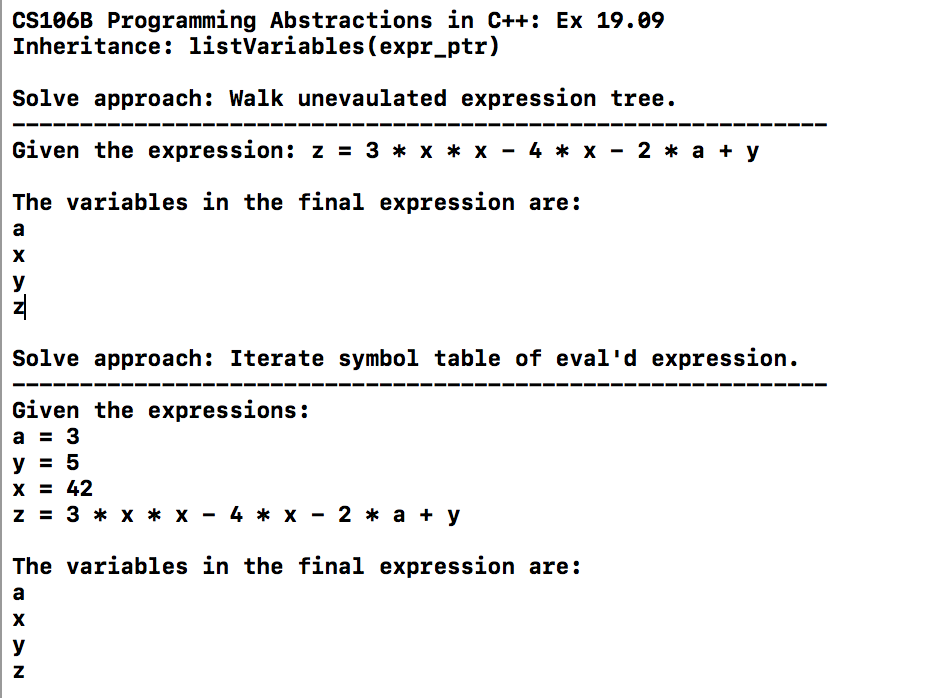 CS106B Programming Abstractions in C++: Ex 19.09
Inheritance: listVariables(expr_ptr)
Solve approach: Walk unevaulated expression tree.
------------------------------------------------------------
Given the expression: z = 3 * x * x - 4 * x - 2 * a + y
The variables in the final expression are:
a
x
y
z
Solve approach: Iterate symbol table of eval'd expression.
------------------------------------------------------------
Given the expressions:
a = 3
y = 5
x = 42
z = 3 * x * x - 4 * x - 2 * a + y
The variables in the final expression are:
a
x
y
z